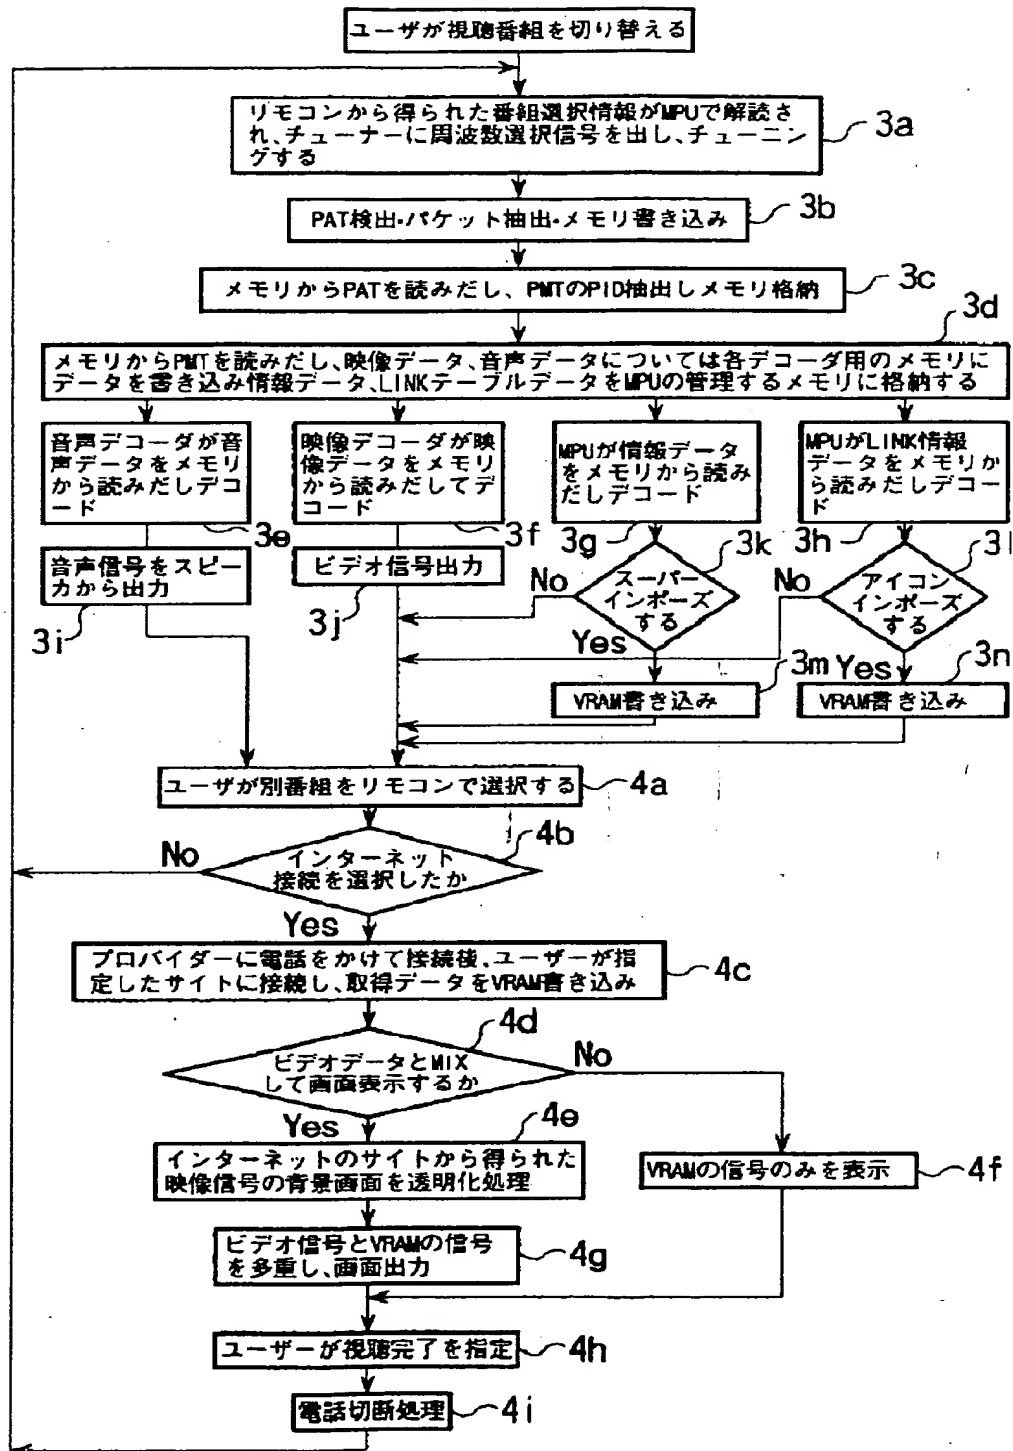 ユーザが視聴番組を切り替える
リモコンから得られた番組選択情報がMPUで解読さ
れ、チューナーに周波数選択信号を出し、チューニン
グする
3a
PAT検出・パケット抽出・メモリ書き込み
3b
メモリからPATを読みだし、PMTのPID抽出しメモリ格納
3c
3d
メモリからPMTを読みだし、映像データ、音声データについては各デコーダ用のメモリに
データを書き込み情報データ、LINKテーブルデータをMPUの管理するメモリに格納する
音声デコーダが音
声データをメモリ
から読みだしデコ
ード
3e
映像デコーダが映
像データをメモリ
から読みだしてデ
コード
3f
MPUが情報データ
をメモリから読み
だしデコード
3g
MPUがLINK情報
データをメモリか
ら読みだしデコー
ド
3h
音声信号をスピー
カから出力
3i
ビデオ信号出力
3j
スーパー
インポーズ
する
3k
No
Yes
アイコン
インポーズ
する
3l
No
Yes
VRAM書き込み
3m
VRAM書き込み
3n
ユーザが別番組をリモコンで選択する
4a
インターネット
接続を選択したか
4b
No
Yes
プロバイダーに電話をかけて接続後、ユーザーが指
定したサイトに接続し、取得データをVRAM書き込み
4c
ビデオデータとMIX
して画面表示するか
4d
No
Yes
インターネットのサイトから得られた
映像信号の背景画面を透明化処理
4e
VRAMの信号のみを表示
4f
ビデオ信号とVRAMの信号
を多重し、画面出力
4g
ユーザーが視聴完了を指定
4h
電話切断処理
4i